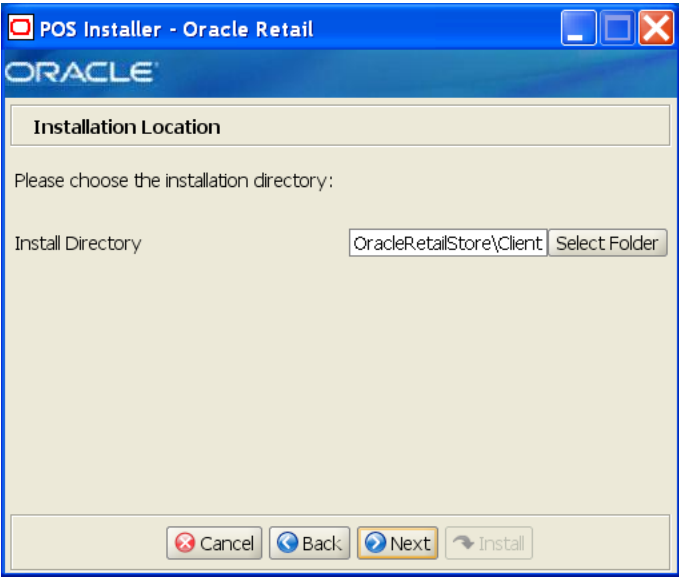 POS Installer - Oracle Retail
ORACLE
Installation Location
Please choose the installation directory:
Install Directory OracleRetailStore\Client Select Folder
Cancel Back Next Install